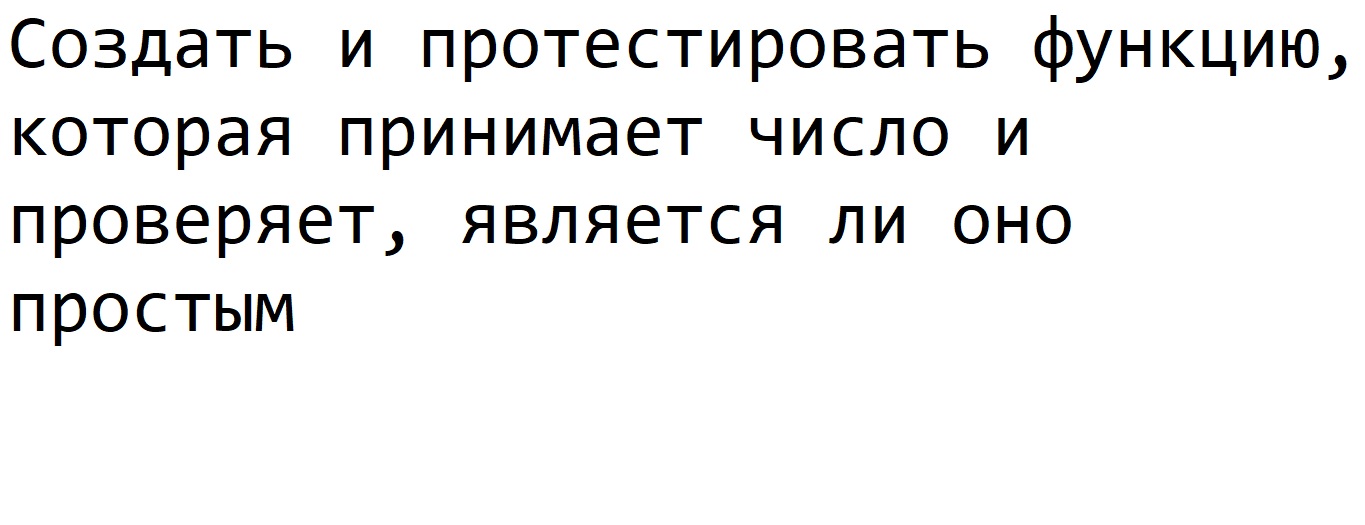 Создать и протестировать функцию,
которая принимает число и
проверяет, является ли оно
простым